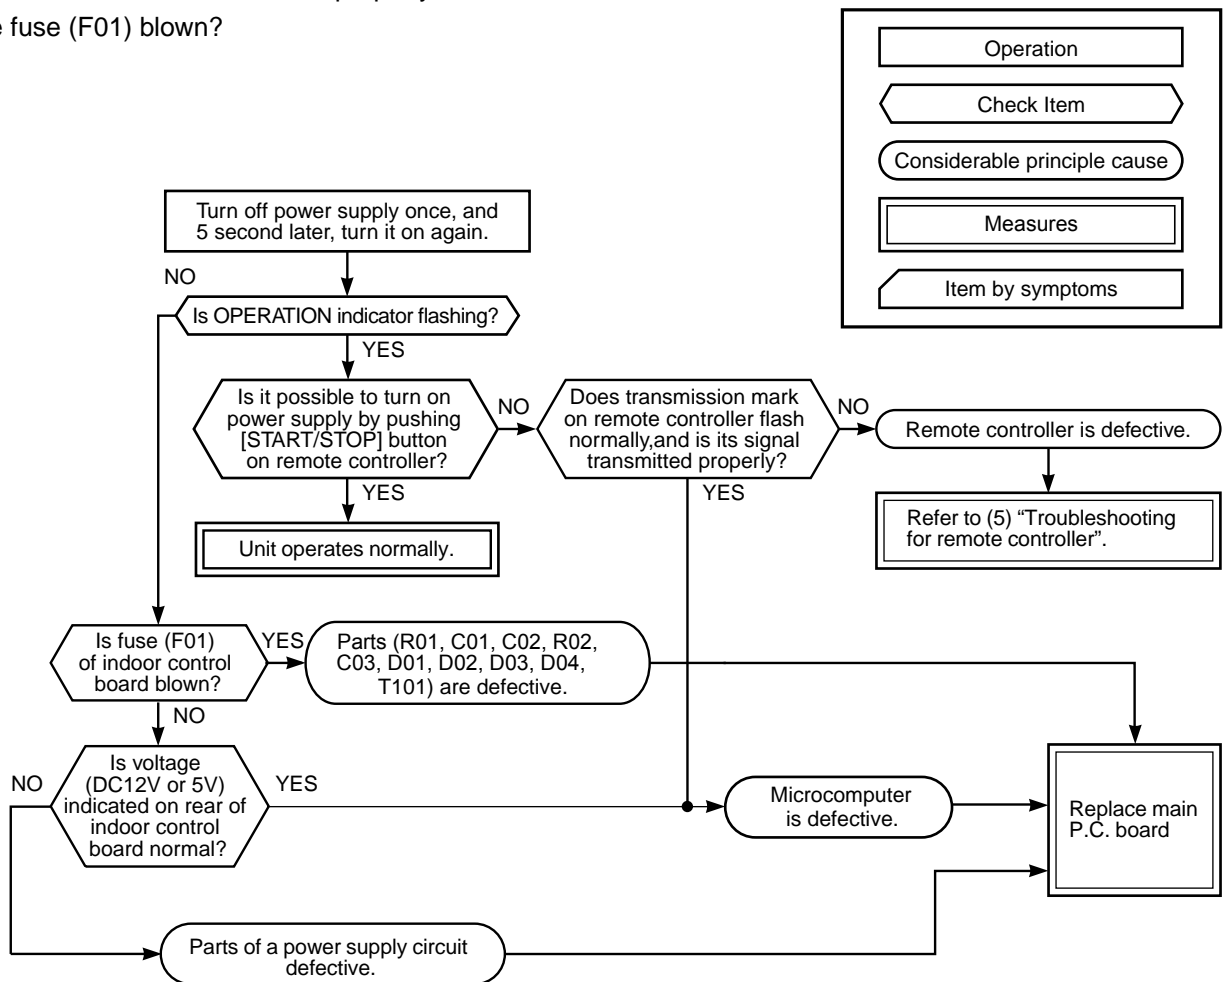 fuse (F01) blown?
Operation
Check Item
Considerable principle cause
Measures
Item by symptoms
Turn off power supply once, and
5 second later, turn it on again.
NO
Is OPERATION indicator flashing?
YES
Is it possible to turn on
power supply by pushing
[START/STOP] button
on remote controller?
NO
Does transmission mark
on remote controller flash
normally,and is its signal
transmitted properly?
NO
Remote controller is defective.
YES
YES
Unit operates normally.
Refer to (5) “Troubleshooting
for remote controller”.
Is fuse (F01)
of indoor control
board blown?
YES
Parts (R01, C01, C02, R02,
C03, D01, D02, D03, D04,
T101) are defective.
NO
NO
Is voltage
(DC12V or 5V)
indicated on rear of
indoor control
board normal?
YES
Microcomputer
is defective.
Replace main
P.C. board
Parts of a power supply circuit
defective.